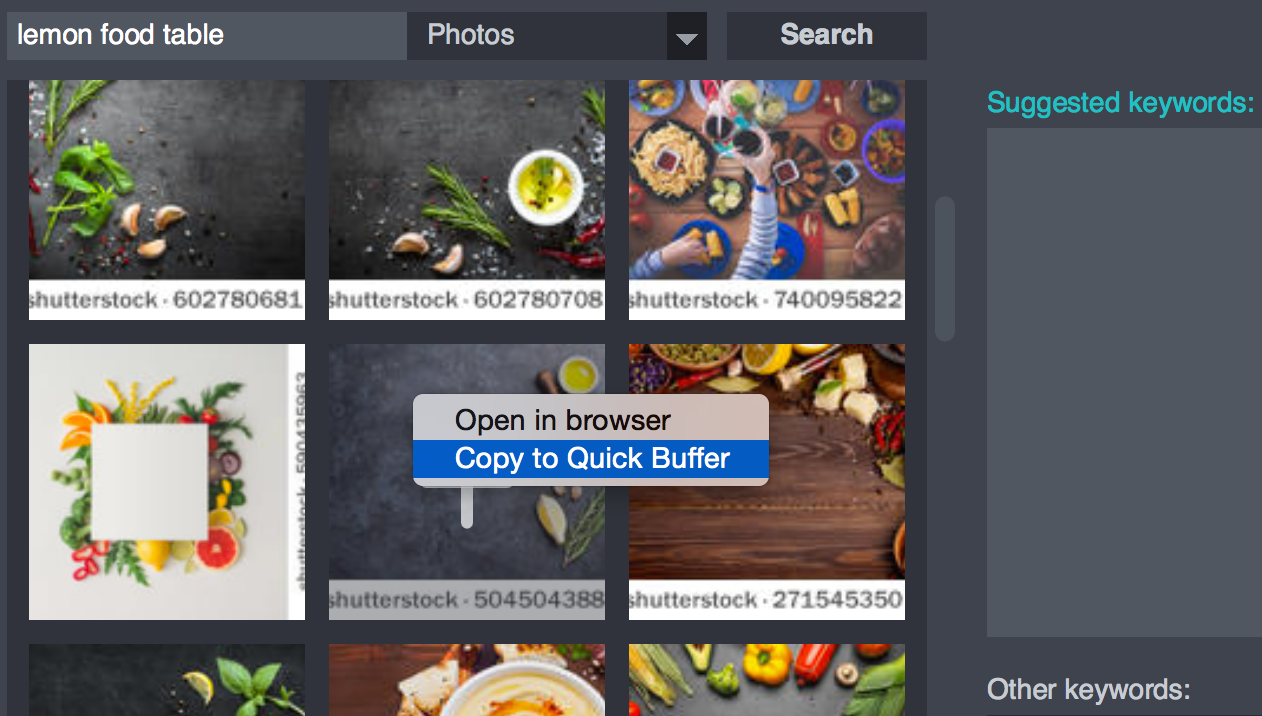 lemon food table
Photos
Search
Suggested keywords:
shutterstock · 602780681
shutterstock · 602780708
shutterstock · 740095822
shutterstock · 590435963
Open in browser
Copy to Quick Buffer
shutterstock · 504504388
shutterstock · 271545350
Other keywords: